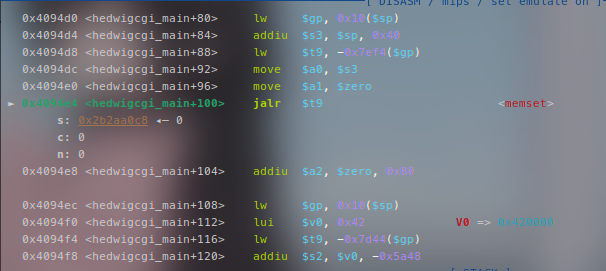 [ DISASM / mips / set emulate on ]
0x4094d0 <hedwigcgi_main+80> lw $gp, 0x10($sp)
0x4094d4 <hedwigcgi_main+84> addiu $s3, $sp, 0x40
0x4094d8 <hedwigcgi_main+88> lw $t9, -0x7ef4($gp)
0x4094dc <hedwigcgi_main+92> move $a0, $s3
0x4094e0 <hedwigcgi_main+96> move $a1, $zero
► 0x4094e4 <hedwigcgi_main+100> jalr $t9 <memset>
s: 0x2b2aa0c8 ◂— 0
c: 0
n: 0
0x4094e8 <hedwigcgi_main+104> addiu $a2, $zero,
0x4094ec <hedwigcgi_main+108> lw $gp, 0x10($sp)
0x4094f0 <hedwigcgi_main+112> lui $v0, 0x42 V0 => 0x420000
0x4094f4 <hedwigcgi_main+116> lw $t9, -0x7d44($gp)
0x4094f8 <hedwigcgi_main+120> addiu $s2, $v0, -0x5a48